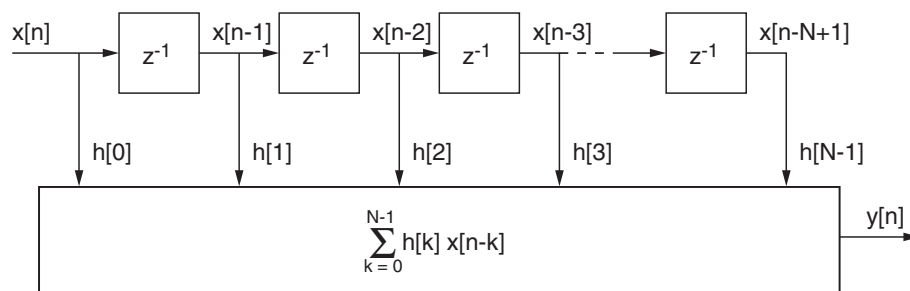 x[n] x[n-1] x[n-2] x[n-3] x[n-N+1]
z-1 z-1 z-1 z-1
h[0] h[1] h[2] h[3] h[N-1]
y[n]
N-1
∑ h[k] x[n-k]
k = 0